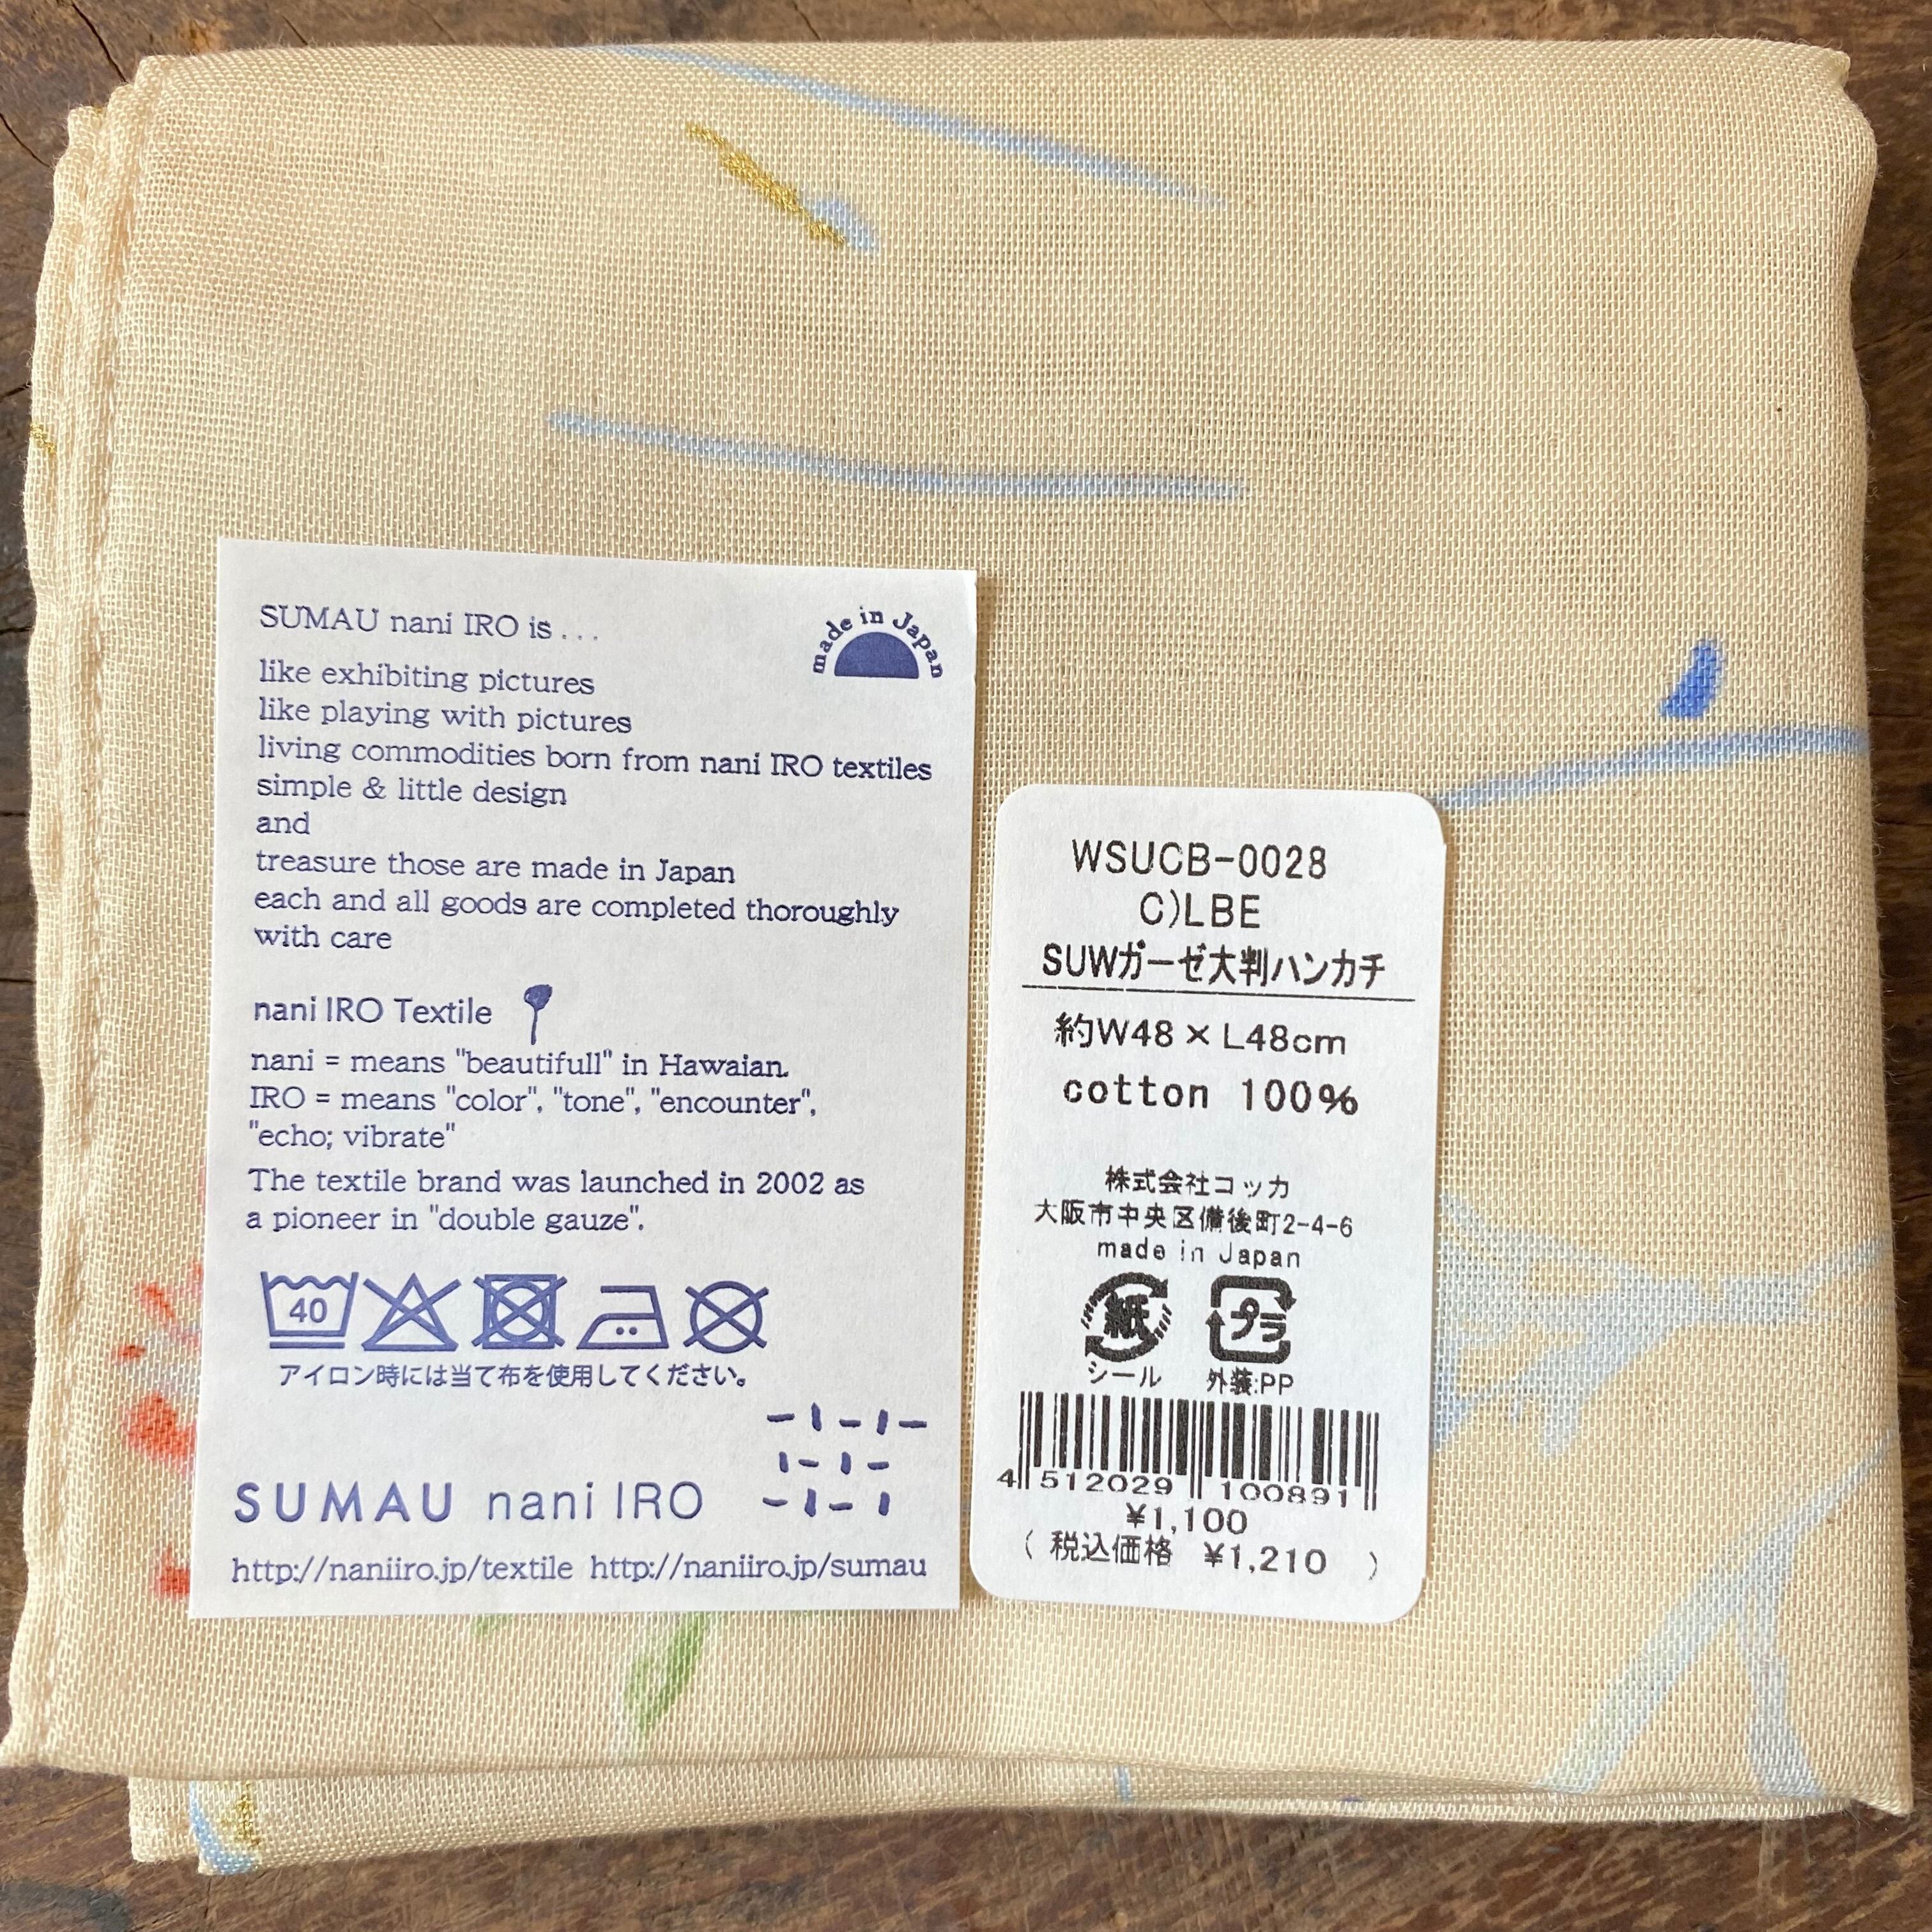 SUMAU nani IRO is . . .
made in Japan
like exhibiting pictures
like playing with pictures
living commodities born from nani IRO textiles
simple & little design
and
treasure those are made in Japan
each and all goods are completed thoroughly
with care
nani IRO Textile
nani = means "beautifull" in Hawaian.
IRO = means "color", "tone", "encounter",
"echo; vibrate"
The textile brand was launched in 2002 as
a pioneer in "double gauze".
40
アイロン時には当て布を使用してください。
SUMAU nani IRO
http://naniiro.jp/textile http://naniiro.jp/sumau
WSUCB-0028
C)LBE
SUWガーゼ大判ハンカチ
約W48×L48cm
cotton 100%
株式会社コッカ
大阪市中央区備後町2-4-6
made in Japan
紙 プラ
シール 外装:PP
4 512029 100891
¥1,100
( 税込価格 ¥1,210 )